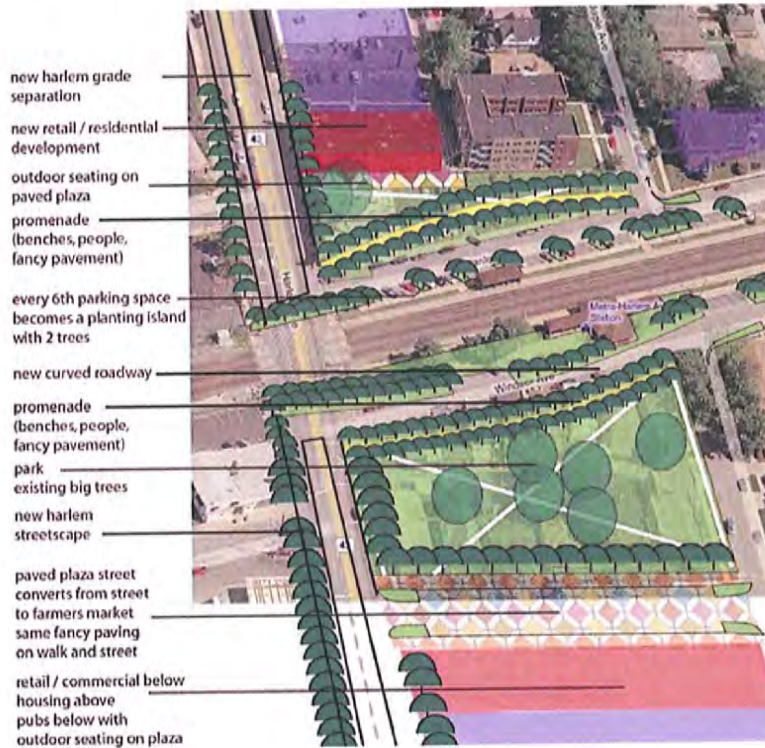 new harlem grade
separation
new retail / residential
development
outdoor seating on
paved plaza
promenade
(benches, people,
fancy pavement)
every 6th parking space
becomes a planting island
with 2 trees
new curved roadway
promenade
(benches, people,
fancy pavement)
park
existing big trees
new harlem
streetscape
paved plaza street
converts from street
to farmers market
same fancy paving
on walk and street
retail / commercial below
housing above
pubs below with
outdoor seating on plaza
Metra-Harlem Av
Station
Windsor Ave